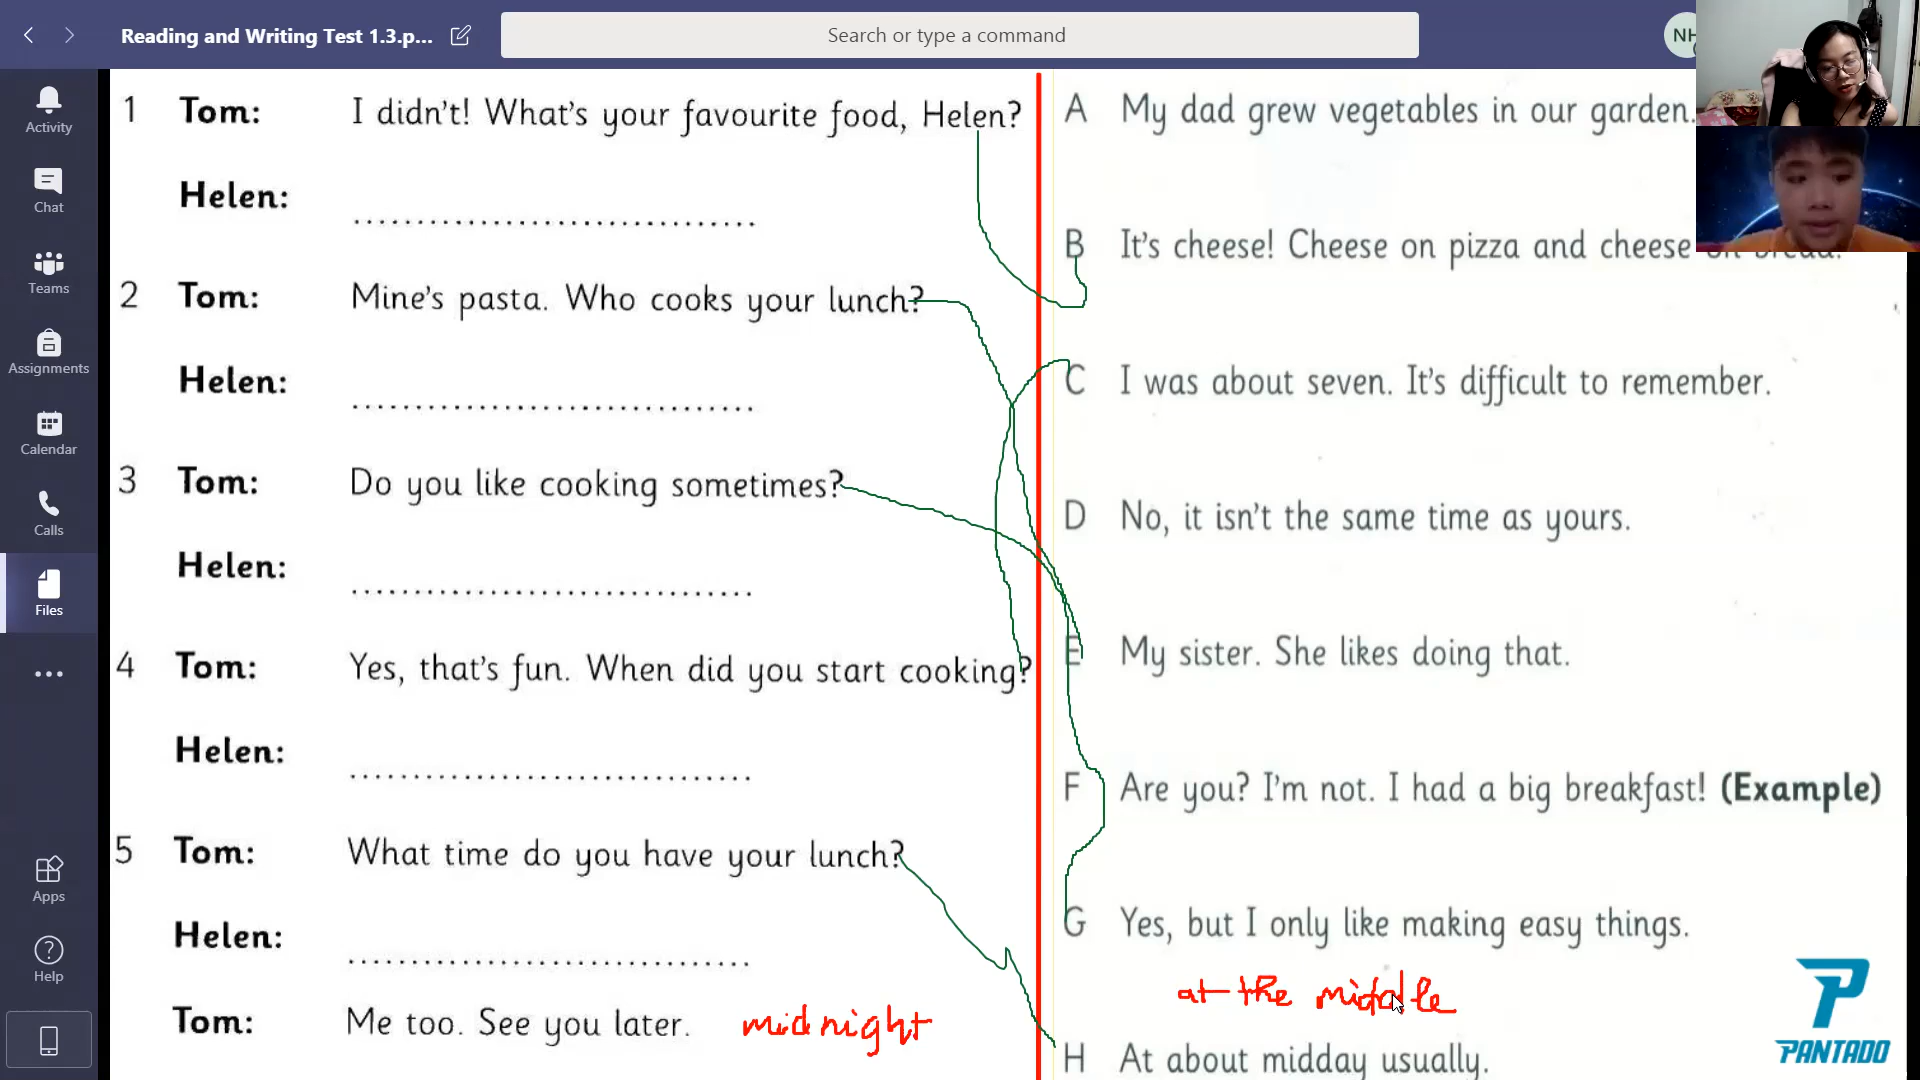 Reading and Writing Test 1.3.p...
Search or type a command
NH
Activity
Chat
Teams
Assignments
Calendar
Calls
Files
Apps
Help
1 Tom: I didn't! What's your favourite food, Helen?
Helen: ................................
2 Tom: Mine's pasta. Who cooks your lunch?
Helen: ................................
3 Tom: Do you like cooking sometimes?
Helen: ................................
4 Tom: Yes, that's fun. When did you start cooking?
Helen: ................................
5 Tom: What time do you have your lunch?
Helen: ................................
Tom: Me too. See you later. midnight
A My dad grew vegetables in our garden.
B It's cheese! Cheese on pizza and cheese on bread.
C I was about seven. It's difficult to remember.
D No, it isn't the same time as yours.
E My sister. She likes doing that.
F Are you? I'm not. I had a big breakfast! (Example)
G Yes, but I only like making easy things.
at the middle
H At about midday usually.
PANTADO